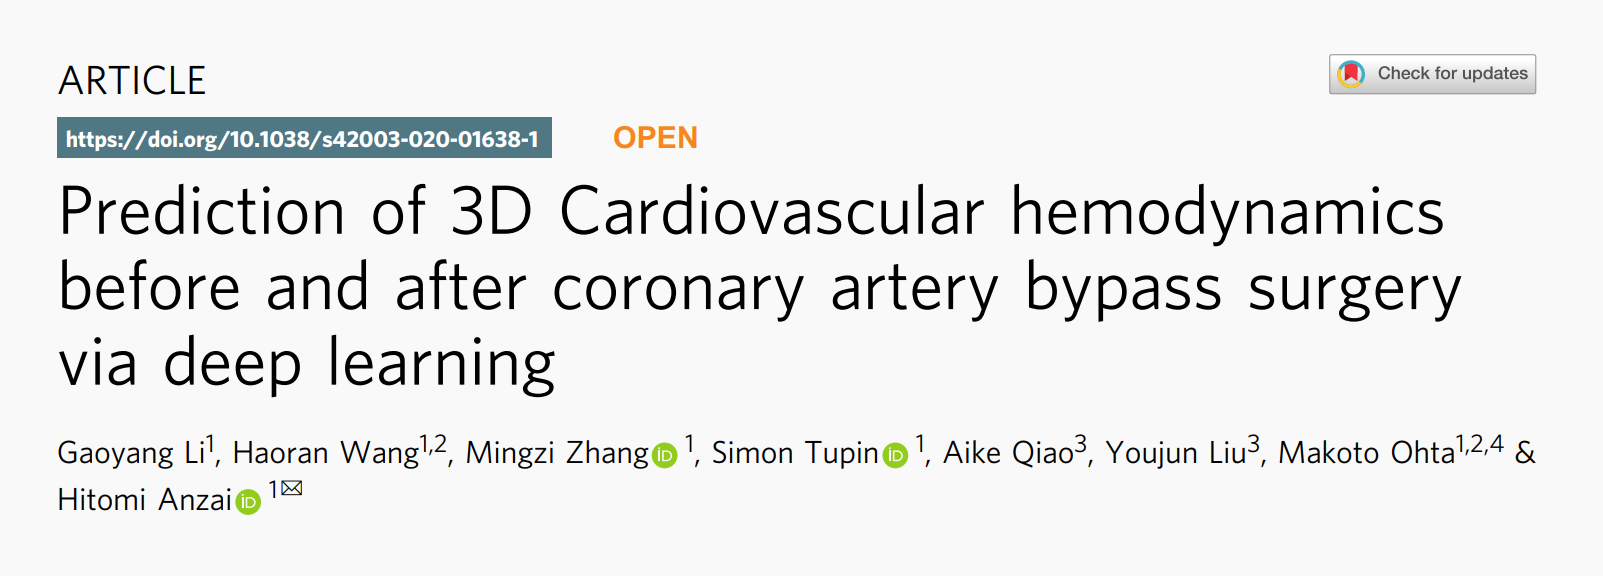 ARTICLE
Check for updates
https://doi.org/10.1038/s42003-020-01638-1
OPEN
Prediction of 3D Cardiovascular hemodynamics
before and after coronary artery bypass surgery
via deep learning
Gaoyang Li1, Haoran Wang1,2, Mingzi Zhang iD 1, Simon Tupin iD 1, Aike Qiao3, Youjun Liu3, Makoto Ohta1,2,4 &
Hitomi Anzai iD 1✉